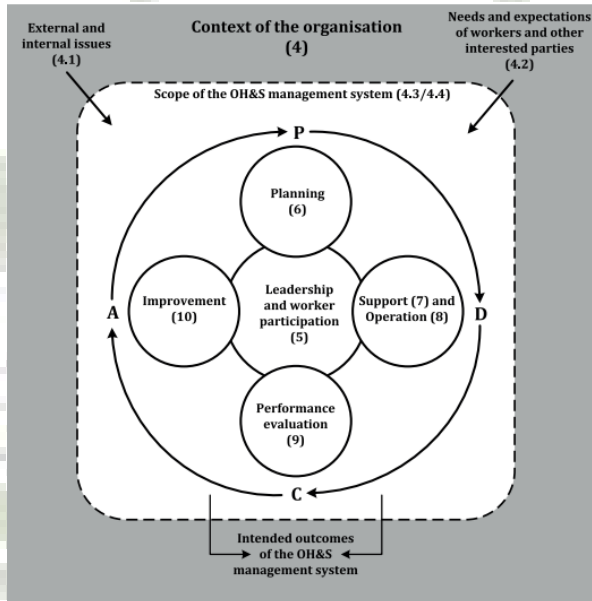 External and
internal issues
(4.1)
Context of the organisation
(4)
Needs and expectations
of workers and other
interested parties
(4.2)
Scope of the OH&S management system (4.3/4.4)
P
Planning
(6)
A
Improvement
(10)
Leadership
and worker
participation
(5)
Support (7) and
Operation (8)
D
Performance
evaluation
(9)
C
Intended outcomes
of the OH&S
management system